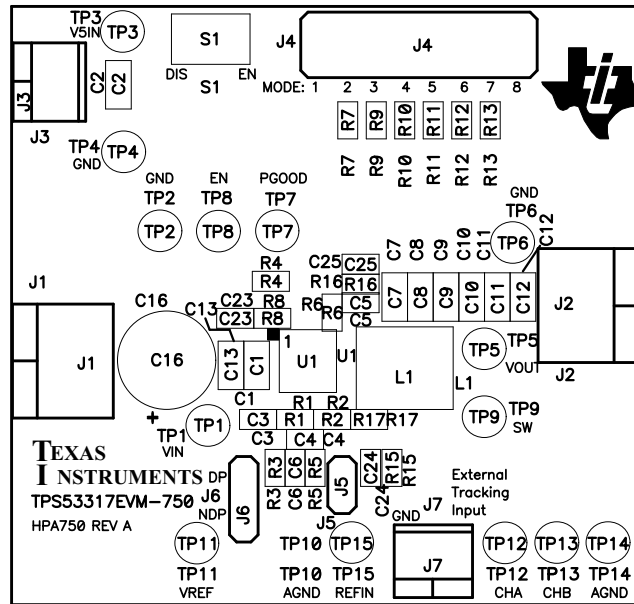 TP3
V5IN
TP3
C2
C2
S1
DIS EN
S1
J4
J4
MODE: 1 2 3 4 5 6 7 8
J3
J3
R7 R9 R10 R11 R12 R13
R7 R9 R10 R11 R12 R13
TP4
GND
TP4
GND EN PGOOD
TP2 TP8 TP7
TP2 TP8 TP7
GND
TP6
TP6
C12
C7 C8 C9 C10 C11
C7 C8 C9 C10 C11 C12
R4
R4
C25 C25
R16 R16
R6 R6
C5
C5
J1
J1
C16
C16
C13
C23 R8
C23 R8
C13 C1
C1
1
U1
U1
L1
L1
J2
J2
TP5
TP5
VOUT
TP9
TP9
SW
TP1
VIN
TP1
R1 R2
C3 R1 R2 R17 R17
C3 C4 C4
TEXAS
INSTRUMENTS
TPS53317EVM-750
HPA750 REV A
DP
J6
NDP
J6
R3 C6 R5
R3 C6 R5
J5
J5
C24 R15 R15
C24
External
Tracking
Input
GND
J7
J7
TP11 TP10 TP15 TP12 TP13 TP14
TP11 TP10 TP15 TP12 TP13 TP14
VREF AGND REFIN CHA CHB AGND